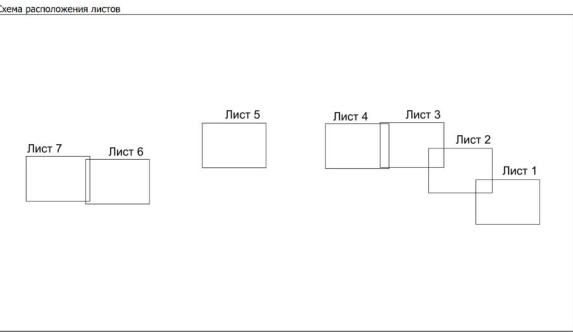 Схема расположения листов
Лист 5
Лист 4
Лист 3
Лист 7
Лист 6
Лист 2
Лист 1